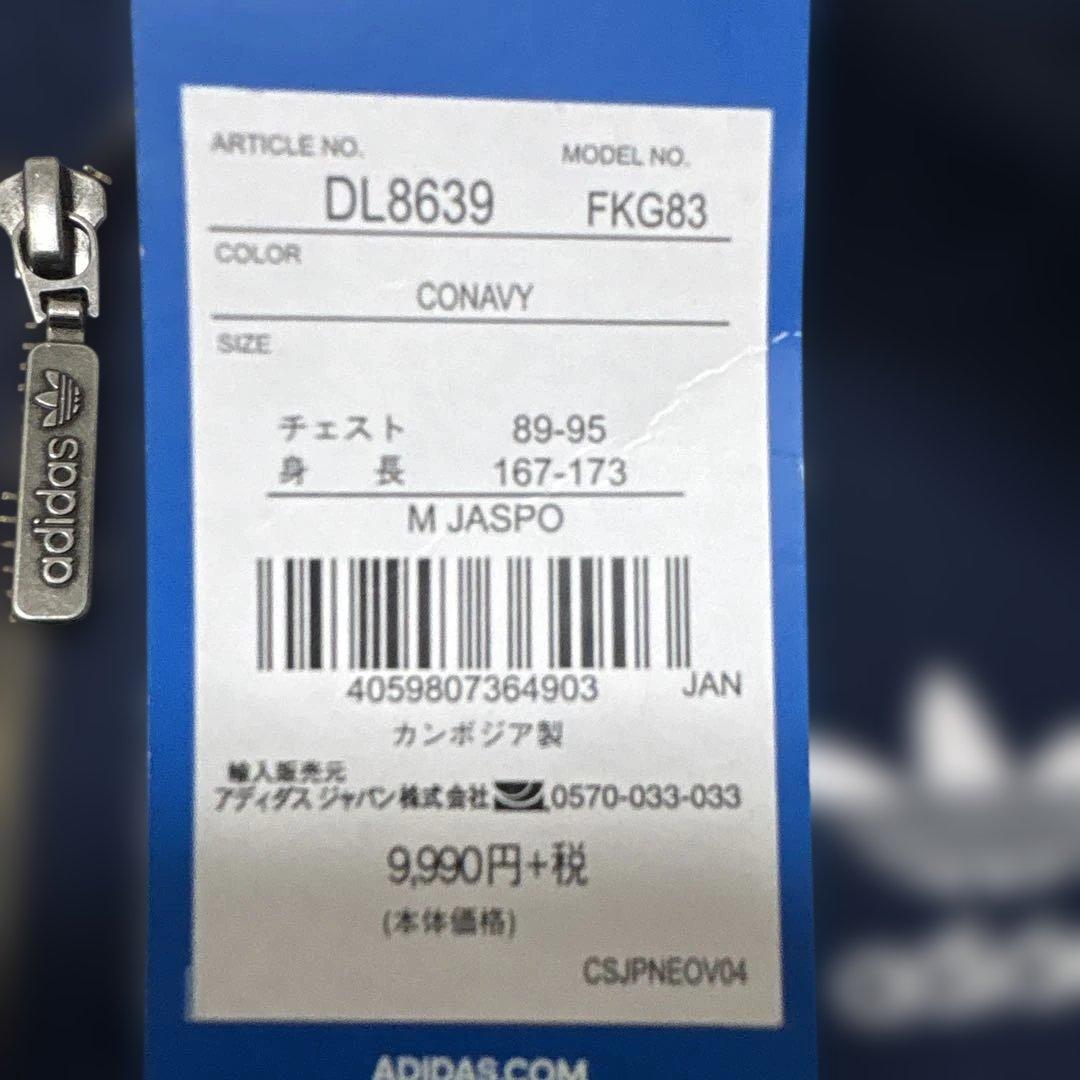 ARTICLE NO. MODEL NO.
DL8639 FKG83
COLOR
CONAVY
SIZE
チェスト 89-95
身 長 167-173
M JASPO
4059807364903 JAN
カンボジア製
輸入販売元
アディダス ジャパン株式会社 0570-033-033
9,990円+税
(本体価格)
CSJPNEOV04
ADIDAS.COM
adidas
adidas